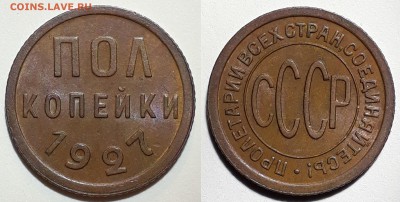 COINS.LAVE.RU
ПОЛ
КОПЕЙКИ
1927
ПРОЛЕТАРИИ ВСЕХ СТРАН, СОЕДИНЯЙТЕСЬ!
СССР